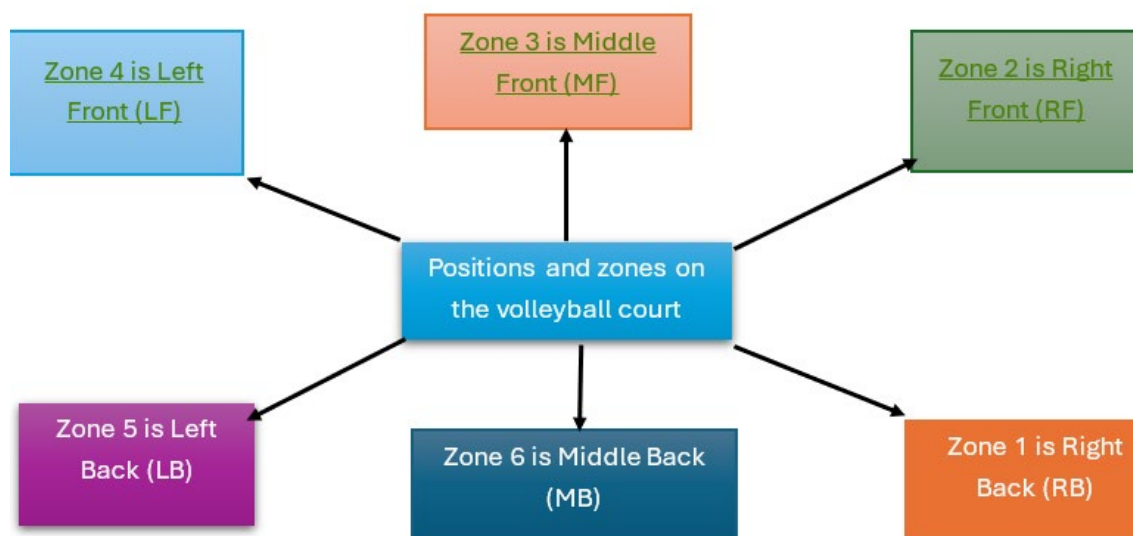 Zone 4 is Left
Front (LF)
Zone 3 is Middle
Front (MF)
Zone 2 is Right
Front (RF)
Positions and zones on
the volleyball court
Zone 5 is Left
Back (LB)
Zone 6 is Middle Back
(MB)
Zone 1 is Right
Back (RB)